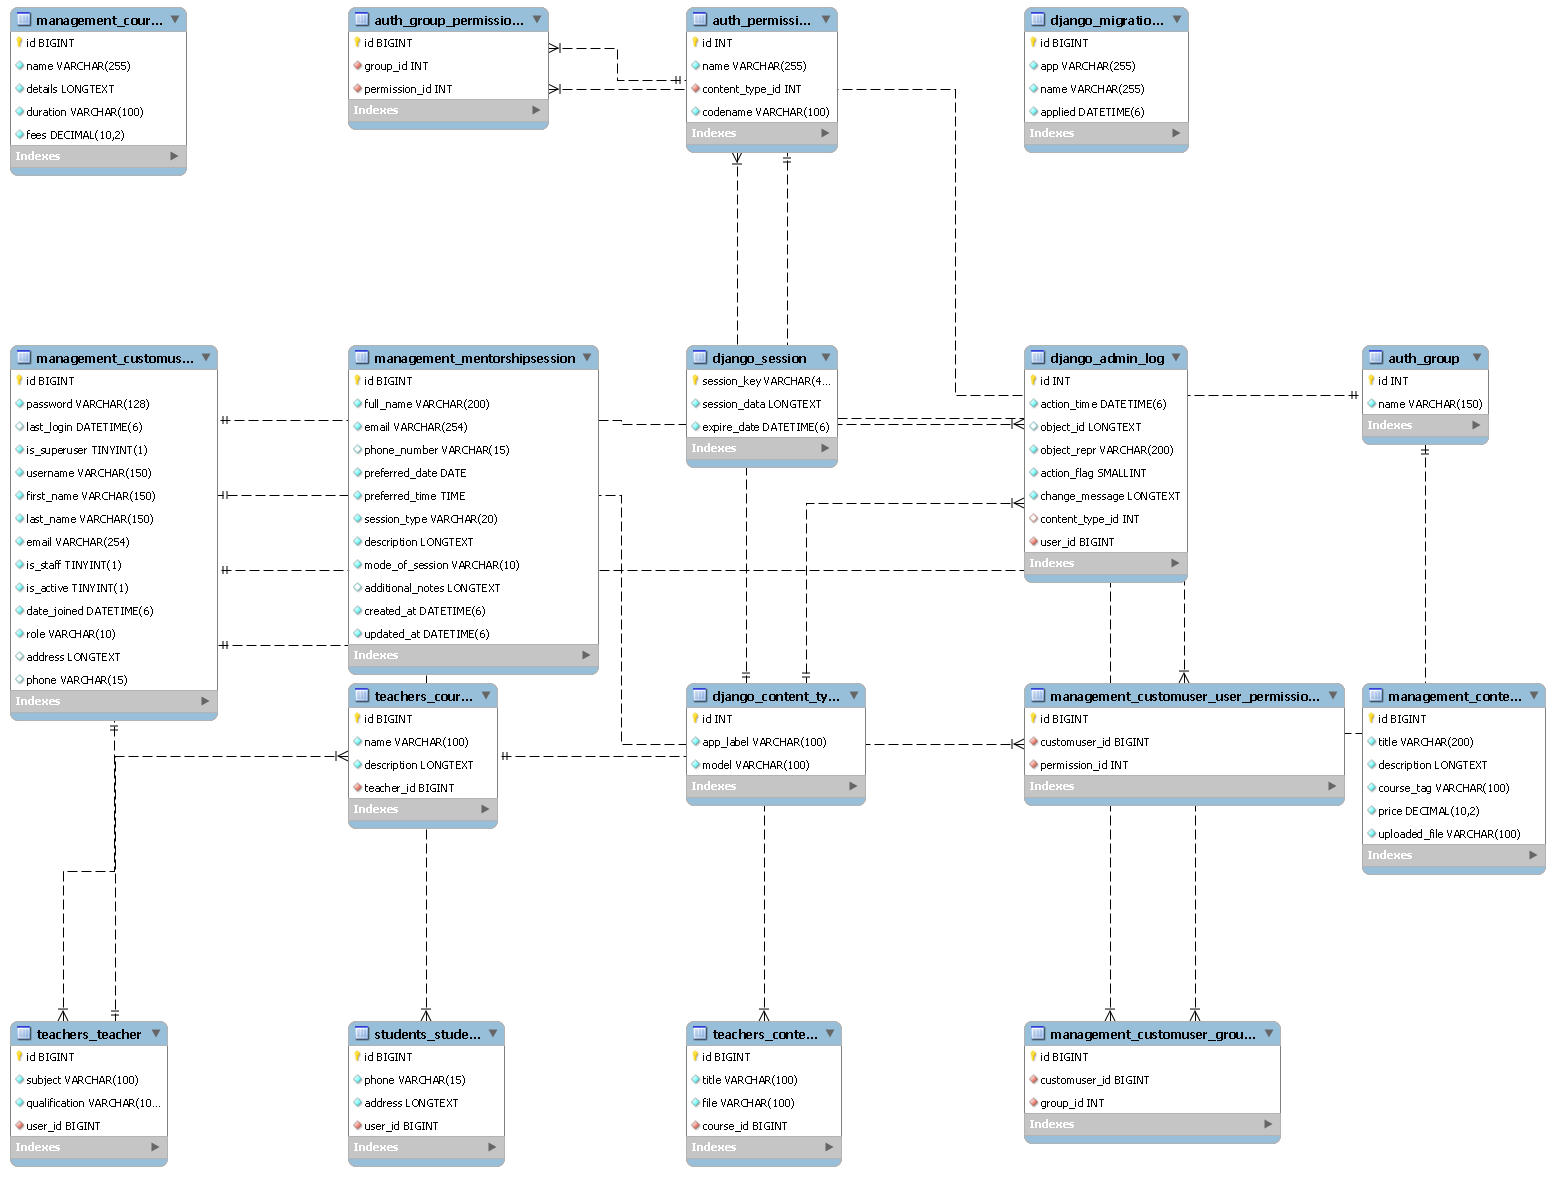 management_cour...
id BIGINT
name VARCHAR(255)
details LONGTEXT
duration VARCHAR(100)
fees DECIMAL(10,2)
Indexes
auth_group_permissio...
id BIGINT
group_id INT
permission_id INT
Indexes
auth_permissi...
id INT
name VARCHAR(255)
content_type_id INT
codename VARCHAR(100)
Indexes
django_migratio...
id BIGINT
app VARCHAR(255)
name VARCHAR(255)
applied DATETIME(6)
Indexes
management_customus...
id BIGINT
password VARCHAR(128)
last_login DATETIME(6)
is_superuser TINYINT(1)
username VARCHAR(150)
first_name VARCHAR(150)
last_name VARCHAR(150)
email VARCHAR(254)
is_staff TINYINT(1)
is_active TINYINT(1)
date_joined DATETIME(6)
role VARCHAR(10)
address LONGTEXT
phone VARCHAR(15)
Indexes
management_mentorshipsession
id BIGINT
full_name VARCHAR(200)
email VARCHAR(254)
phone_number VARCHAR(15)
preferred_date DATE
preferred_time TIME
session_type VARCHAR(20)
description LONGTEXT
mode_of_session VARCHAR(10)
additional_notes LONGTEXT
created_at DATETIME(6)
updated_at DATETIME(6)
Indexes
django_session
session_key VARCHAR(4...
session_data LONGTEXT
expire_date DATETIME(6)
Indexes
django_admin_log
id INT
action_time DATETIME(6)
object_id LONGTEXT
object_repr VARCHAR(200)
action_flag SMALLINT
change_message LONGTEXT
content_type_id INT
user_id BIGINT
Indexes
auth_group
id INT
name VARCHAR(150)
Indexes
teachers_cour...
id BIGINT
name VARCHAR(100)
description LONGTEXT
teacher_id BIGINT
Indexes
django_content_ty...
id INT
app_label VARCHAR(100)
model VARCHAR(100)
Indexes
management_customuser_user_permissio...
id BIGINT
customuser_id BIGINT
permission_id INT
Indexes
management_conte...
id BIGINT
title VARCHAR(200)
description LONGTEXT
course_tag VARCHAR(100)
price DECIMAL(10,2)
uploaded_file VARCHAR(100)
Indexes
teachers_teacher
id BIGINT
subject VARCHAR(100)
qualification VARCHAR(10...
user_id BIGINT
Indexes
students_stude...
id BIGINT
phone VARCHAR(15)
address LONGTEXT
user_id BIGINT
Indexes
teachers_conte...
id BIGINT
title VARCHAR(100)
file VARCHAR(100)
course_id BIGINT
Indexes
management_customuser_grou...
id BIGINT
customuser_id BIGINT
group_id INT
Indexes